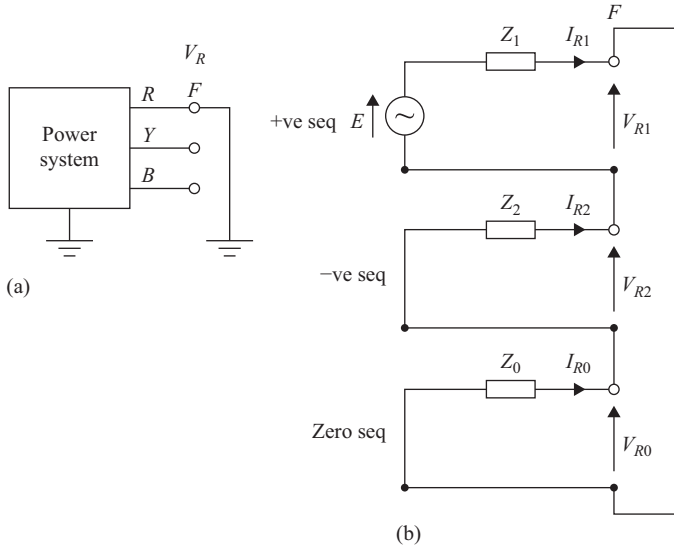 V_R
R F
Power system
Y
B
(a)
F
Z_1 I_R1
+ve seq E V_R1
Z_2 I_R2
−ve seq V_R2
Z_0 I_R0
Zero seq V_R0
(b)